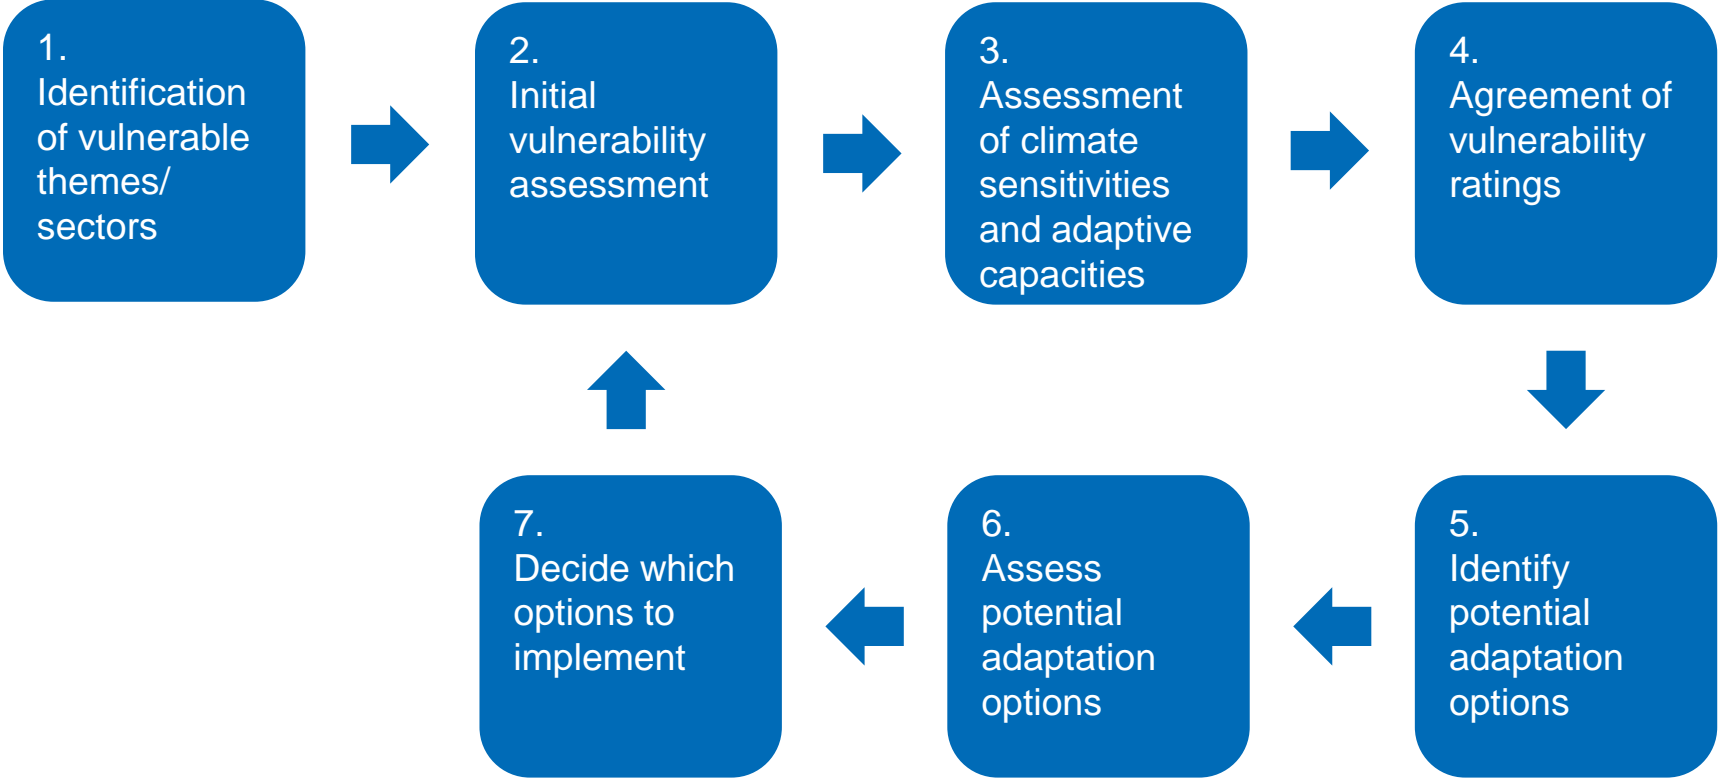 1.
Identification
of vulnerable
themes/
sectors
2.
Initial
vulnerability
assessment
3.
Assessment
of climate
sensitivities
and adaptive
capacities
4.
Agreement of
vulnerability
ratings
5.
Identify
potential
adaptation
options
6.
Assess
potential
adaptation
options
7.
Decide which
options to
implement